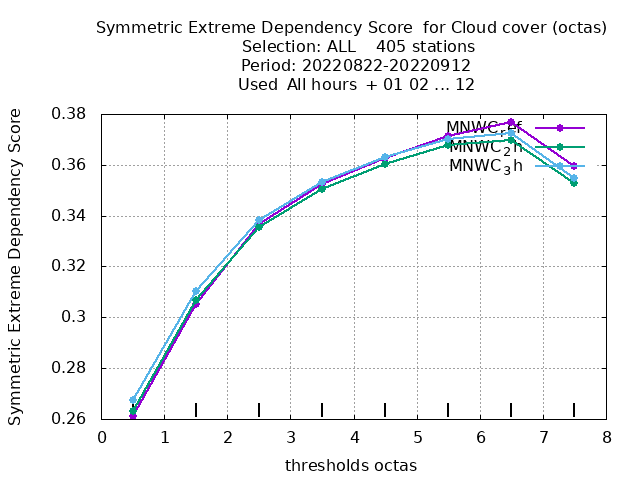 Symmetric Extreme Dependency Score  for Cloud cover (octas)
Selection: ALL    405 stations
Period: 20220822-20220912
Used  All hours  + 01 02 ... 12
Symmetric Extreme Dependency Score
0.38
0.36
0.34
0.32
0.3
0.28
0.26
MNWC_ref
MNWC_2h
MNWC_3h
0 1 2 3 4 5 6 7 8
thresholds octas